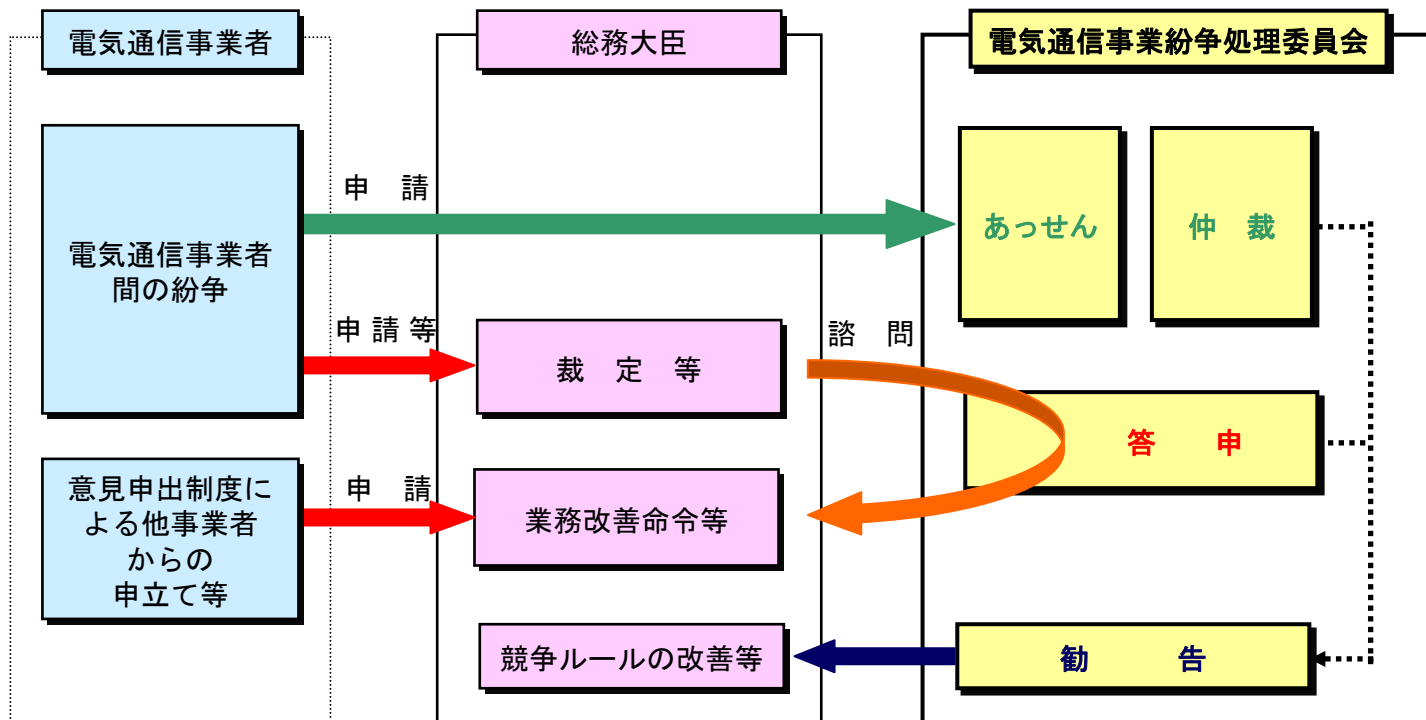 電気通信事業者
総務大臣
電気通信事業紛争処理委員会
申　請
電気通信事業者
間の紛争
あっせん
仲　裁
申 請 等
裁　定　等
諮　問
答　　申
意見申出制度に
よる他事業者
からの
申立て等
申　請
業務改善命令等
競争ルールの改善等
勧　　告